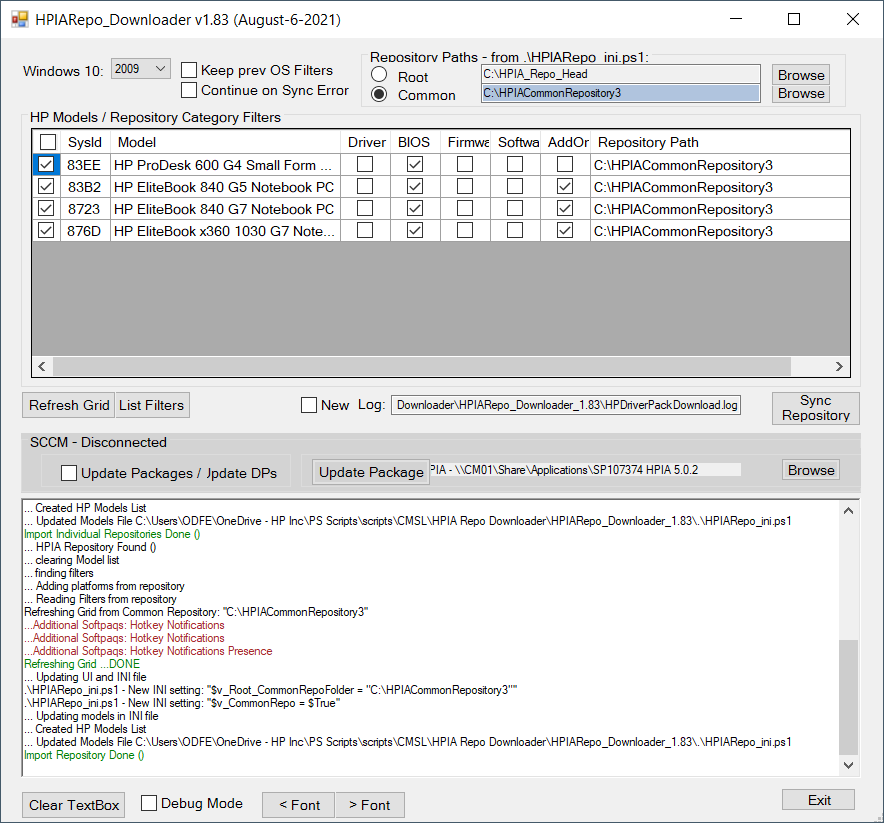 HPIARepo_Downloader v1.83 (August-6-2021)
Repository Paths - from .\HPIARepo_ini.ps1:
Windows 10: 2009 Keep prev OS Filters Root C:\HPIA_Repo_Head Browse
Continue on Sync Error Common C:\HPIACommonRepository3 Browse
HP Models / Repository Category Filters
SysId Model Driver BIOS Firmwa Softwa AddOr Repository Path
83EE HP ProDesk 600 G4 Small Form ... C:\HPIACommonRepository3
83B2 HP EliteBook 840 G5 Notebook PC C:\HPIACommonRepository3
8723 HP EliteBook 840 G7 Notebook PC C:\HPIACommonRepository3
876D HP EliteBook x360 1030 G7 Note... C:\HPIACommonRepository3
Refresh Grid List Filters New Log: Downloader\HPIARepo_Downloader_1.83\HPDriverPackDownload.log Sync
Repository
SCCM - Disconnected
Update Packages / Update DPs Update Package PIA - \\CM01\Share\Applications\SP107374 HPIA 5.0.2 Browse
... Created HP Models List
... Updated Models File C:\Users\ODFE\OneDrive - HP Inc\PS Scripts\scripts\CMSL\HPIA Repo Downloader\HPIARepo_Downloader_1.83\.\HPIARepo_ini.ps1
Import Individual Repositories Done ()
... HPIA Repository Found ()
... clearing Model list
... finding filters
... Adding platforms from repository
... Reading Filters from repository
Refreshing Grid from Common Repository: "C:\HPIACommonRepository3"
...Additional Softpaqs: Hotkey Notifications
...Additional Softpaqs: Hotkey Notifications
...Additional Softpaqs: Hotkey Notifications Presence
Refreshing Grid ...DONE
... Updating UI and INI file
.\HPIARepo_ini.ps1 - New INI setting: "$v_Root_CommonRepoFolder = "C:\HPIACommonRepository3""
.\HPIARepo_ini.ps1 - New INI setting: "$v_CommonRepo = $True"
... Updating models in INI file
... Created HP Models List
... Updated Models File C:\Users\ODFE\OneDrive - HP Inc\PS Scripts\scripts\CMSL\HPIA Repo Downloader\HPIARepo_Downloader_1.83\.\HPIARepo_ini.ps1
Import Repository Done ()
Clear TextBox Debug Mode < Font > Font Exit